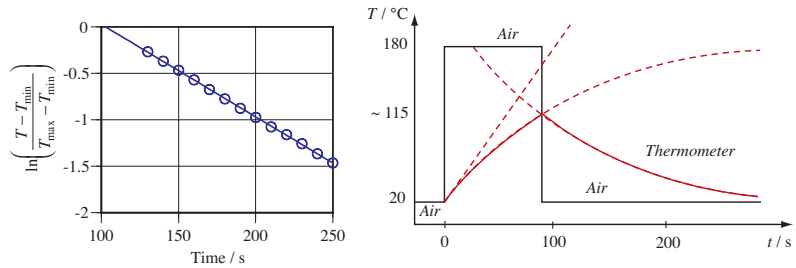 ln(T − Tmin / Tmax − Tmin)
0
-0.5
-1
-1.5
-2
100 150 200 250
Time / s
T / °C
180
~ 115
20
Air
Air
Thermometer
Air
0 100 200 t / s